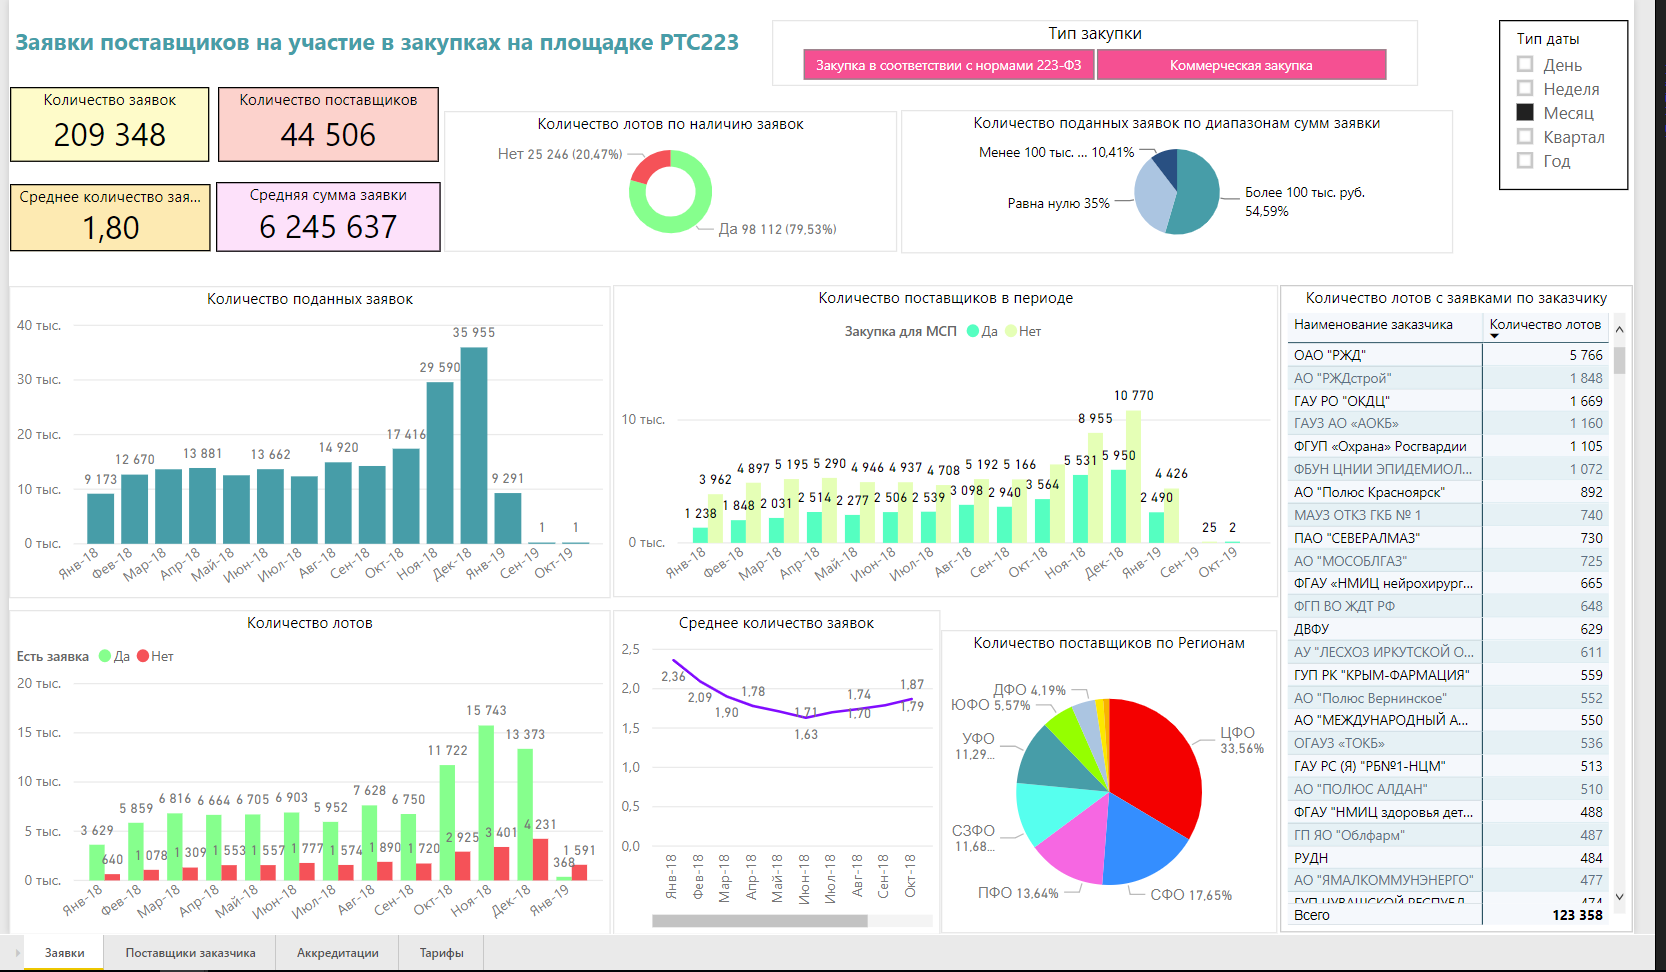 Заявки поставщиков на участие в закупках на площадке РТС223
Тип закупки
Закупка в соответствии с нормами 223-ФЗ
Коммерческая закупка
Тип даты
День
Неделя
Месяц
Квартал
Год
Количество заявок
209 348
Количество поставщиков
44 506
Среднее количество зая...
1,80
Средняя сумма заявки
6 245 637
Количество лотов по наличию заявок
Нет 25 246 (20,47%)
Да 98 112 (79,53%)
Количество поданных заявок по диапазонам сумм заявки
Менее 100 тыс. ... 10,41%
Равна нулю 35%
Более 100 тыс. руб.
54,59%
Количество поданных заявок
40 тыс.
30 тыс.
20 тыс.
10 тыс.
0 тыс.
9 173
12 670
13 881
13 662
14 920
17 416
29 590
35 955
9 291
1
1
Янв-18
Фев-18
Мар-18
Апр-18
Май-18
Июн-18
Июл-18
Авг-18
Сен-18
Окт-18
Ноя-18
Дек-18
Янв-19
Сен-19
Окт-19
Количество поставщиков в периоде
Закупка для МСП Да Нет
10 тыс.
0 тыс.
3 962
4 897
5 195
5 290
4 946
4 937
4 708
5 192
5 166
8 955
10 770
4 426
25
1 238
1 848
2 031
2 514
2 277
2 506
2 539
3 098
2 940
3 564
5 531
5 950
2 490
2
Янв-18
Фев-18
Мар-18
Апр-18
Май-18
Июн-18
Июл-18
Авг-18
Сен-18
Окт-18
Ноя-18
Дек-18
Янв-19
Сен-19
Окт-19
Количество лотов с заявками по заказчику
Наименование заказчика Количество лотов
ОАО "РЖД" 5 766
АО "РЖДстрой" 1 848
ГАУ РО "ОКДЦ" 1 669
ГАУЗ АО «АОКБ» 1 160
ФГУП «Охрана» Росгвардии 1 105
ФБУН ЦНИИ ЭПИДЕМИОЛ... 1 072
АО "Полюс Красноярск" 892
МАУЗ ОТКЗ ГКБ № 1 740
ПАО "СЕВЕРАЛМАЗ" 730
АО "МОСОБЛГАЗ" 725
ФГАУ «НМИЦ нейрохирург... 665
ФГП ВО ЖДТ РФ 648
ДВФУ 629
АУ "ЛЕСХОЗ ИРКУТСКОЙ О... 611
ГУП РК "КРЫМ-ФАРМАЦИЯ" 559
АО "Полюс Вернинское" 552
АО "МЕЖДУНАРОДНЫЙ А... 550
ОГАУЗ «ТОКБ» 536
ГАУ РС (Я) "РБ№1-НЦМ" 513
АО "ПОЛЮС АЛДАН" 510
ФГАУ "НМИЦ здоровья дет... 488
ГП ЯО "Облфарм" 487
РУДН 484
АО "ЯМАЛКОММУНЭНЕРГО" 477
ГУП ЧУВАШСКОЙ РЕСПУБЛ... 474
Всего 123 358
Количество лотов
Есть заявка Да Нет
20 тыс.
15 тыс.
10 тыс.
5 тыс.
0 тыс.
3 629
5 859
6 816
6 664
6 705
6 903
5 952
7 628
6 750
11 722
15 743
13 373
368
640
1 078
1 309
1 553
1 557
1 777
1 574
1 890
1 720
2 925
3 401
4 231
1 591
Янв-18
Фев-18
Мар-18
Апр-18
Май-18
Июн-18
Июл-18
Авг-18
Сен-18
Окт-18
Ноя-18
Дек-18
Янв-19
Среднее количество заявок
2,5
2,0
1,5
1,0
0,5
0,0
2,36
2,09
1,90
1,78
1,71
1,63
1,74
1,70
1,87
1,79
Янв-18
Фев-18
Мар-18
Апр-18
Май-18
Июн-18
Июл-18
Авг-18
Сен-18
Окт-18
Количество поставщиков по Регионам
ДФО 4,19%
ЮФО 5,57%
УФО
11,29...
СЗФО
11,68...
ПФО 13,64%
СФО 17,65%
ЦФО
33,56%
Заявки
Поставщики заказчика
Аккредитации
Тарифы